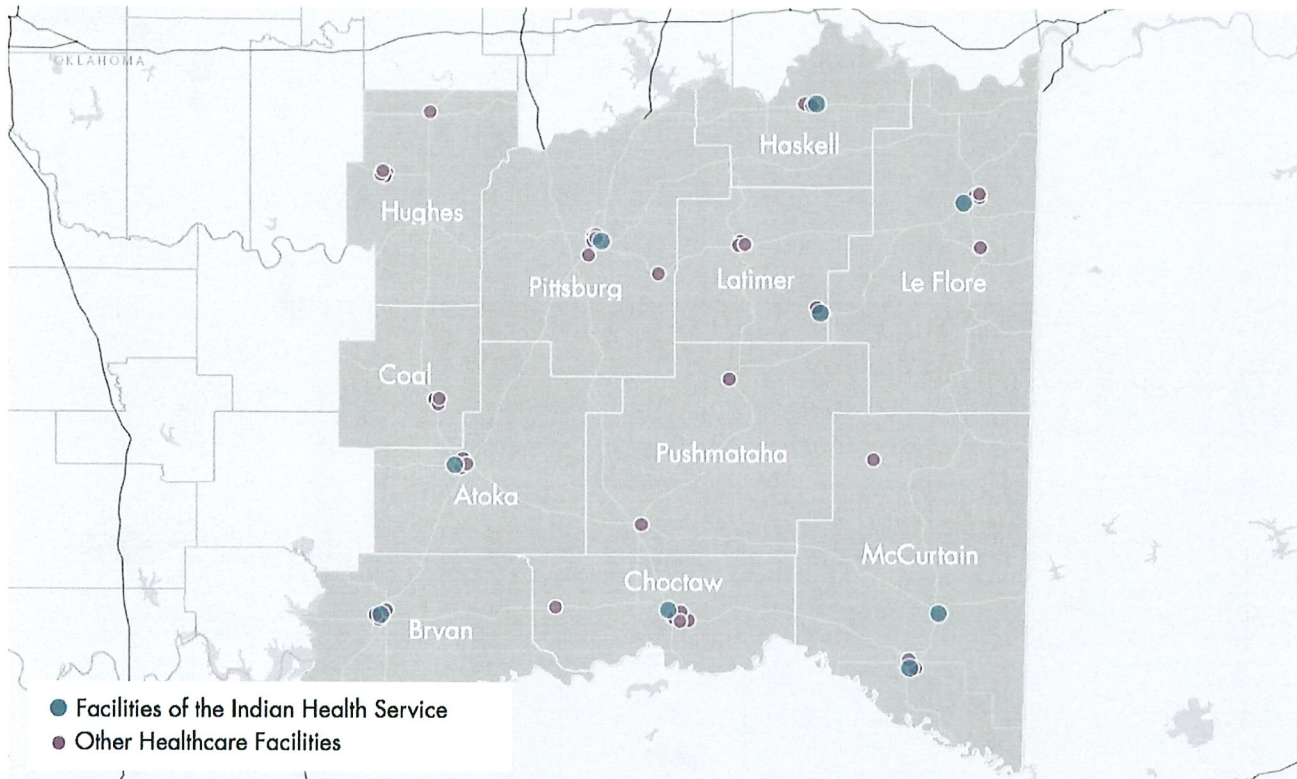 OKLAHOMA
Haskell
Hughes
Pittsburg
Latimer
Le Flore
Coal
Pushmataha
Atoka
McCurtain
Choctaw
Bryan
Facilities of the Indian Health Service
Other Healthcare Facilities